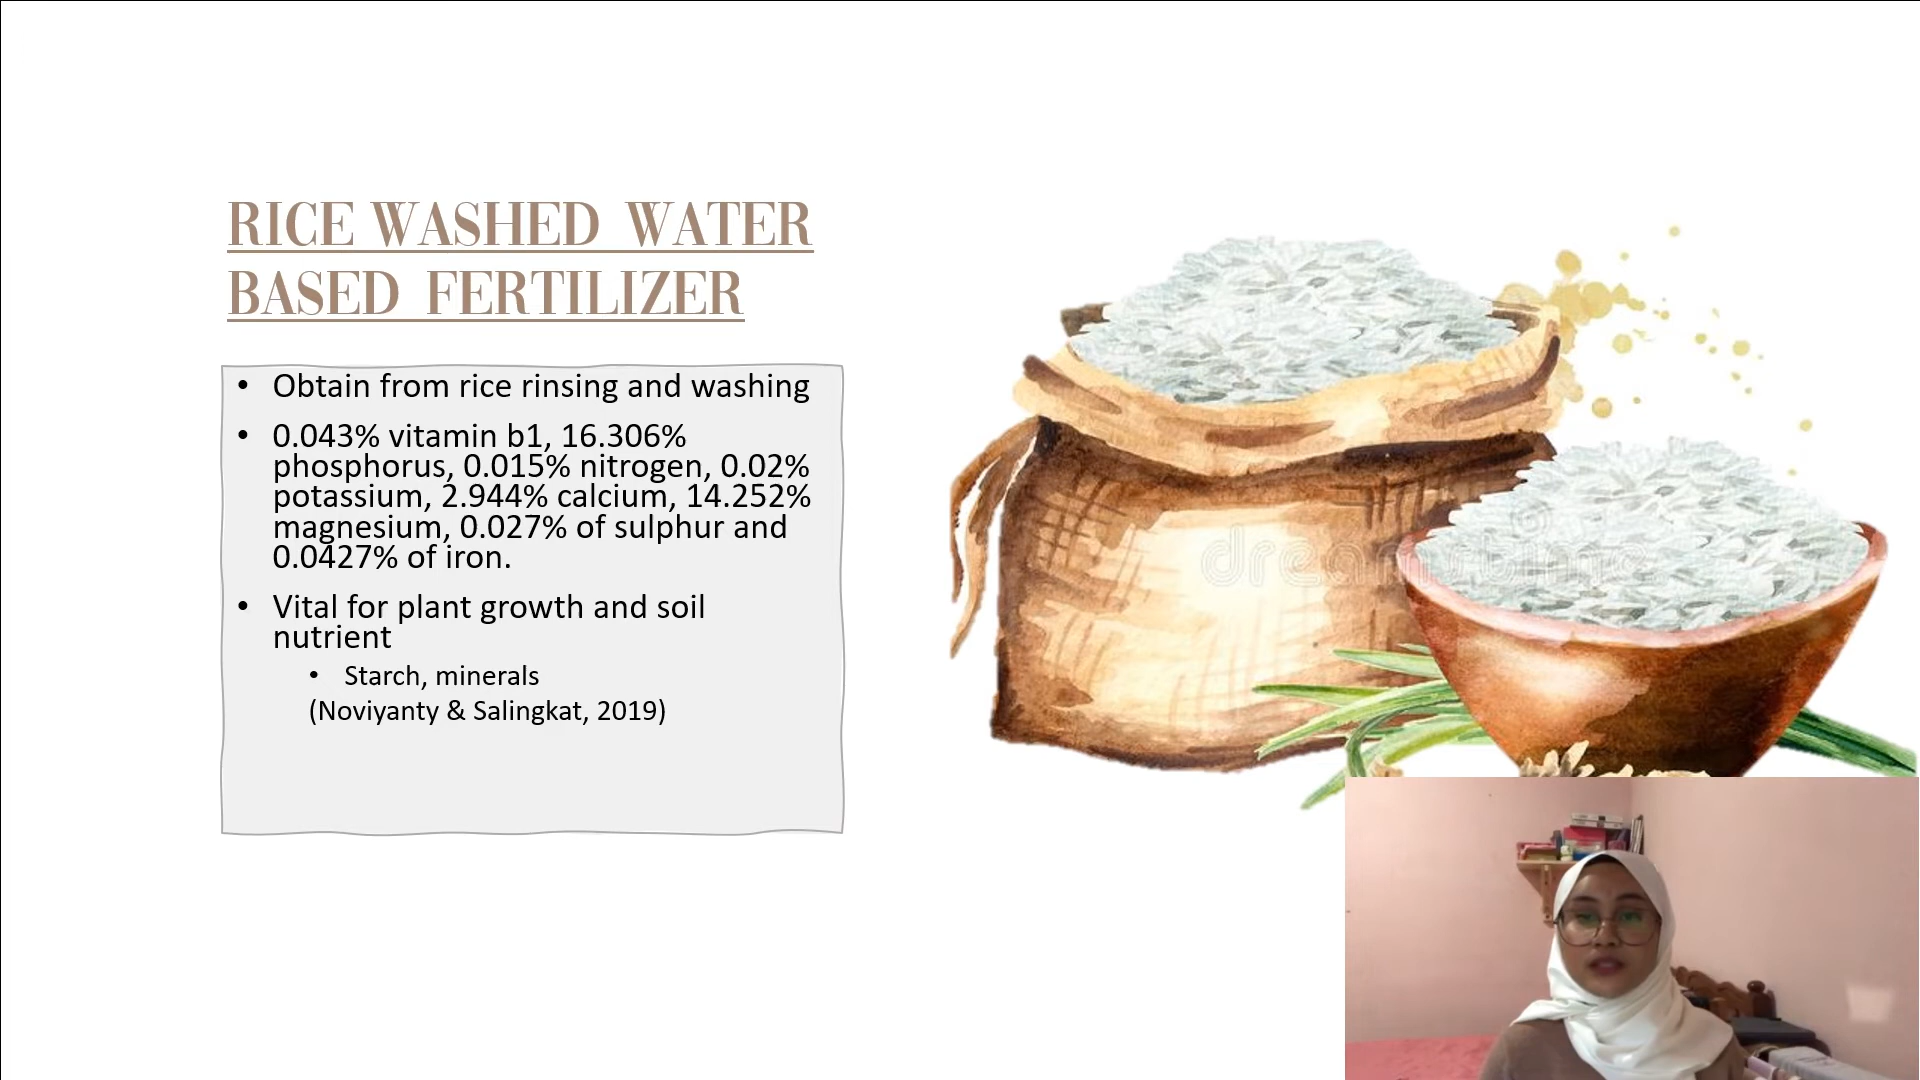 RICE WASHED WATER
BASED FERTILIZER
• Obtain from rice rinsing and washing
• 0.043% vitamin b1, 16.306%
phosphorus, 0.015% nitrogen, 0.02%
potassium, 2.944% calcium, 14.252%
magnesium, 0.027% of sulphur and
0.0427% of iron.
• Vital for plant growth and soil
nutrient
• Starch, minerals
(Noviyanty & Salingkat, 2019)
dreamstime